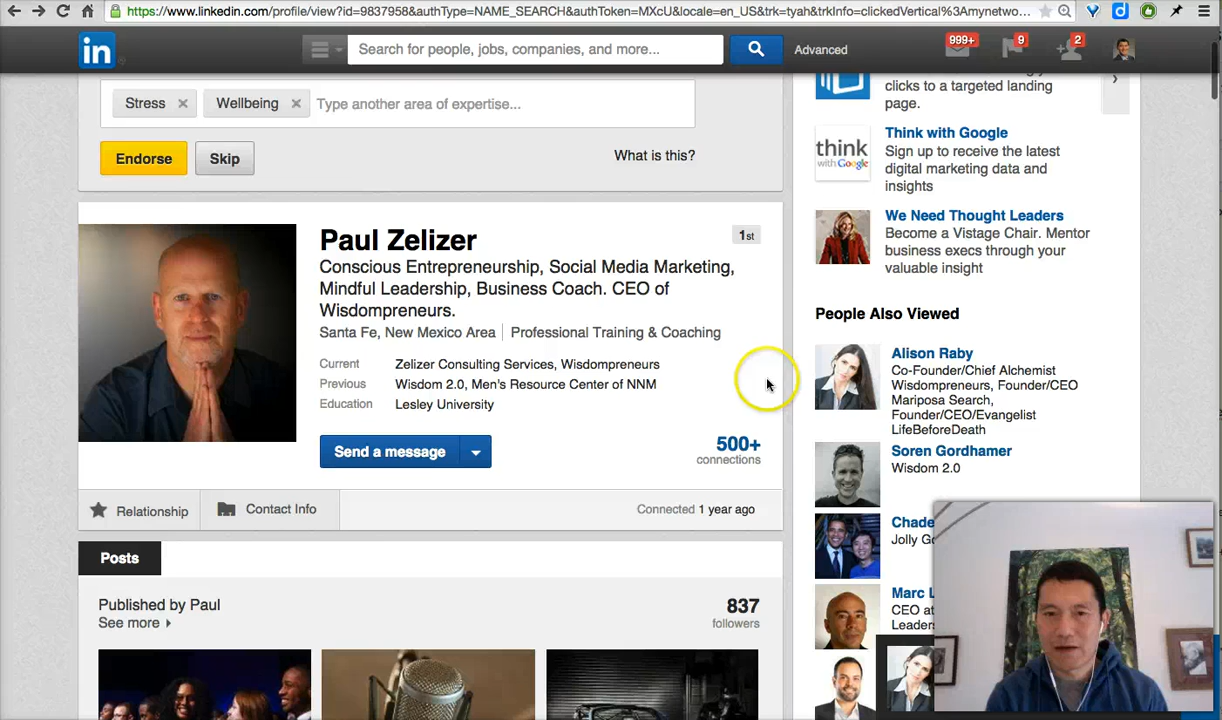 https://www.linkedin.com/profile/view?id=9837958&authType=NAME_SEARCH&authToken=MXcU&locale=en_US&trk=tyah&trkInfo=clickedVertical%3Amynetwo...
in
Search for people, jobs, companies, and more...
Advanced
999+
9
2
Stress
Wellbeing
Type another area of expertise...
Endorse
Skip
What is this?
Paul Zelizer
1st
Conscious Entrepreneurship, Social Media Marketing,
Mindful Leadership, Business Coach. CEO of
Wisdompreneurs.
Santa Fe, New Mexico Area
Professional Training & Coaching
Current
Zelizer Consulting Services, Wisdompreneurs
Previous
Wisdom 2.0, Men's Resource Center of NNM
Education
Lesley University
Send a message
500+
connections
Relationship
Contact Info
Connected 1 year ago
Posts
Published by Paul
See more
837
followers
clicks to a targeted landing
page.
think
with Google
Think with Google
Sign up to receive the latest
digital marketing data and
insights
We Need Thought Leaders
Become a Vistage Chair. Mentor
business execs through your
valuable insight
People Also Viewed
Alison Raby
Co-Founder/Chief Alchemist
Wisdompreneurs, Founder/CEO
Mariposa Search,
Founder/CEO/Evangelist
LifeBeforeDeath
Soren Gordhamer
Wisdom 2.0
Chade
Jolly Go
Marc L
CEO at
Leaders